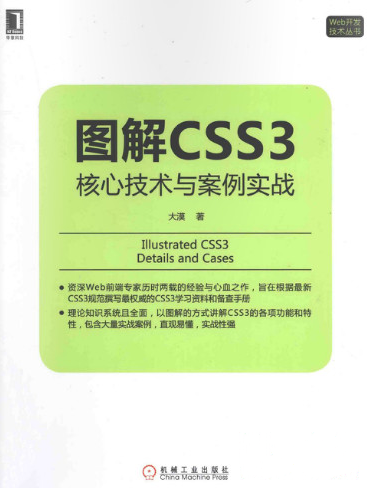 华章科技
Web开发
技术丛书
图解CSS3
核心技术与案例实战
大漠 著
Illustrated CSS3
Details and Cases
● 资深Web前端专家历时两载的经验与心血之作，旨在根据最新
CSS3规范撰写最权威的CSS3学习资料和备查手册
● 理论知识系统且全面，以图解的方式讲解CSS3的各项功能和特
性，包含大量实战案例，直观易懂，实战性强
机械工业出版社
China Machine Press